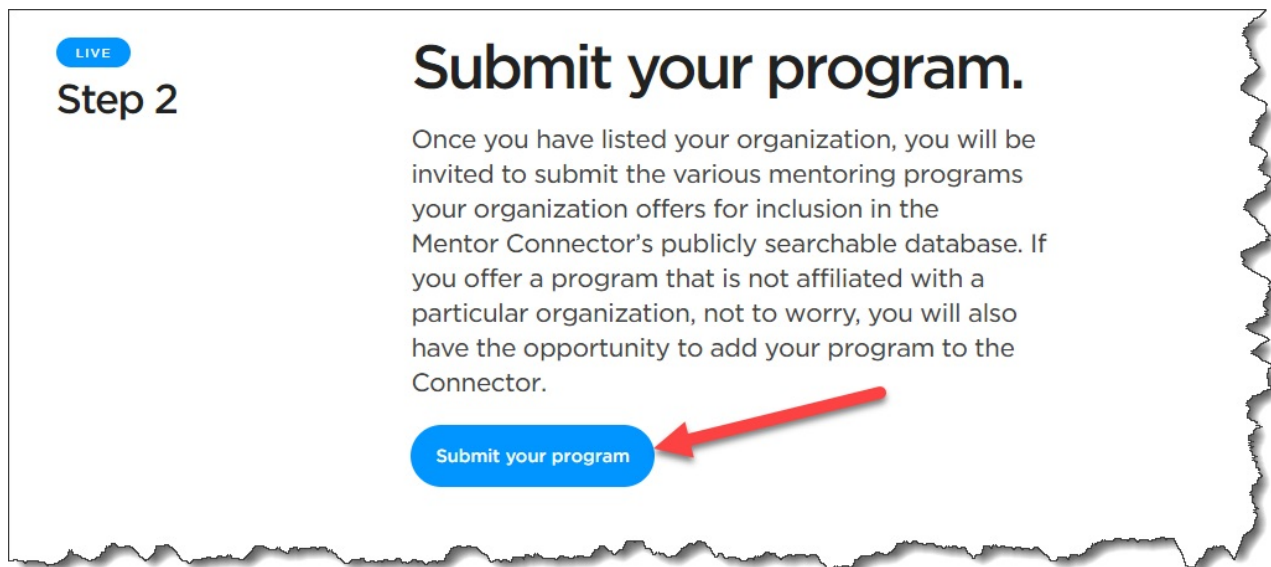 LIVE
Step 2
Submit your program.
Once you have listed your organization, you will be
invited to submit the various mentoring programs
your organization offers for inclusion in the
Mentor Connector’s publicly searchable database. If
you offer a program that is not affiliated with a
particular organization, not to worry, you will also
have the opportunity to add your program to the
Connector.
Submit your program